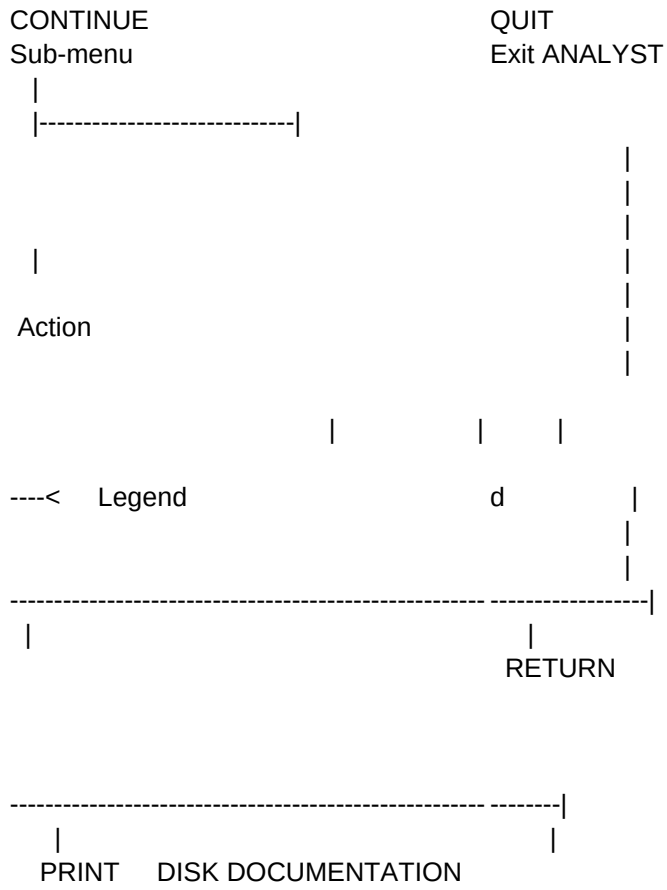 CONTINUE QUIT
Sub-menu Exit ANALYST
|
|-----------------------------|
|
|
|
| |
|
Action |
|
| | |
----< Legend d |
|
|
------------------------------------------------------ ------------------|
| |
RETURN
------------------------------------------------------ --------|
| |
PRINT DISK DOCUMENTATION